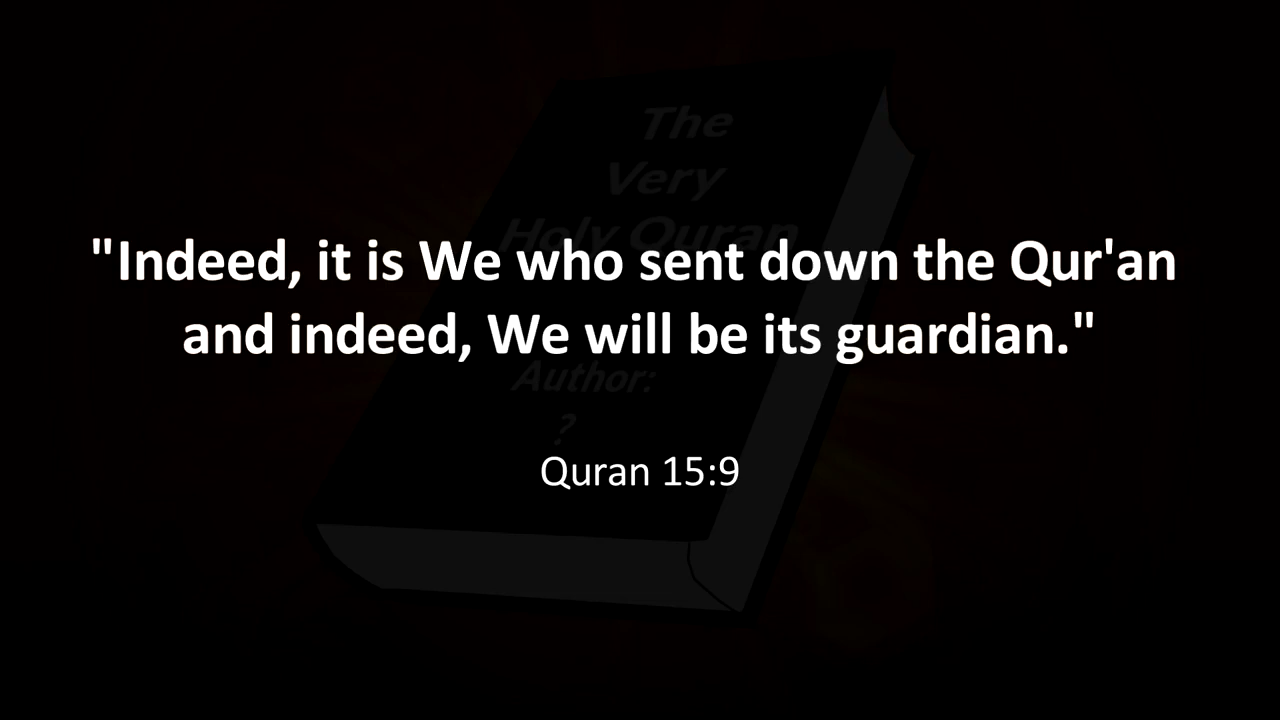 The
Very
Holy Quran
"Indeed, it is We who sent down the Qur'an
and indeed, We will be its guardian."
Author:
?
Quran 15:9